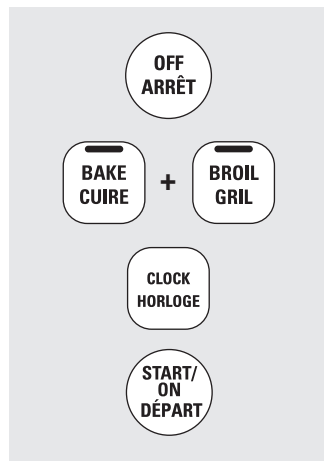 OFF
ARRÊT
BAKE
CUIRE
+
BROIL
GRIL
CLOCK
HORLOGE
START/
ON
DÉPART